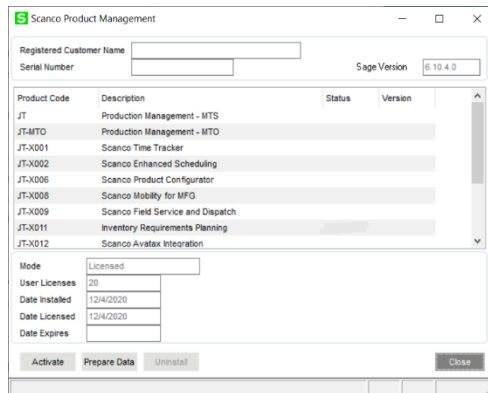 Scanco Product Management
Registered Customer Name
Serial Number Sage Version 6.10.4.0
Product Code Description Status Version
JT Production Management - MTS
JT-MTO Production Management - MTO
JT-X001 Scanco Time Tracker
JT-X002 Scanco Enhanced Scheduling
JT-X006 Scanco Product Configurator
JT-X008 Scanco Mobility for MFG
JT-X009 Scanco Field Service and Dispatch
JT-X011 Inventory Requirements Planning
JT-X012 Scanco Avatax Integration
Mode Licensed
User Licenses 20
Date Installed 12/4/2020
Date Licensed 12/4/2020
Date Expires
Activate Prepare Data Uninstall Close